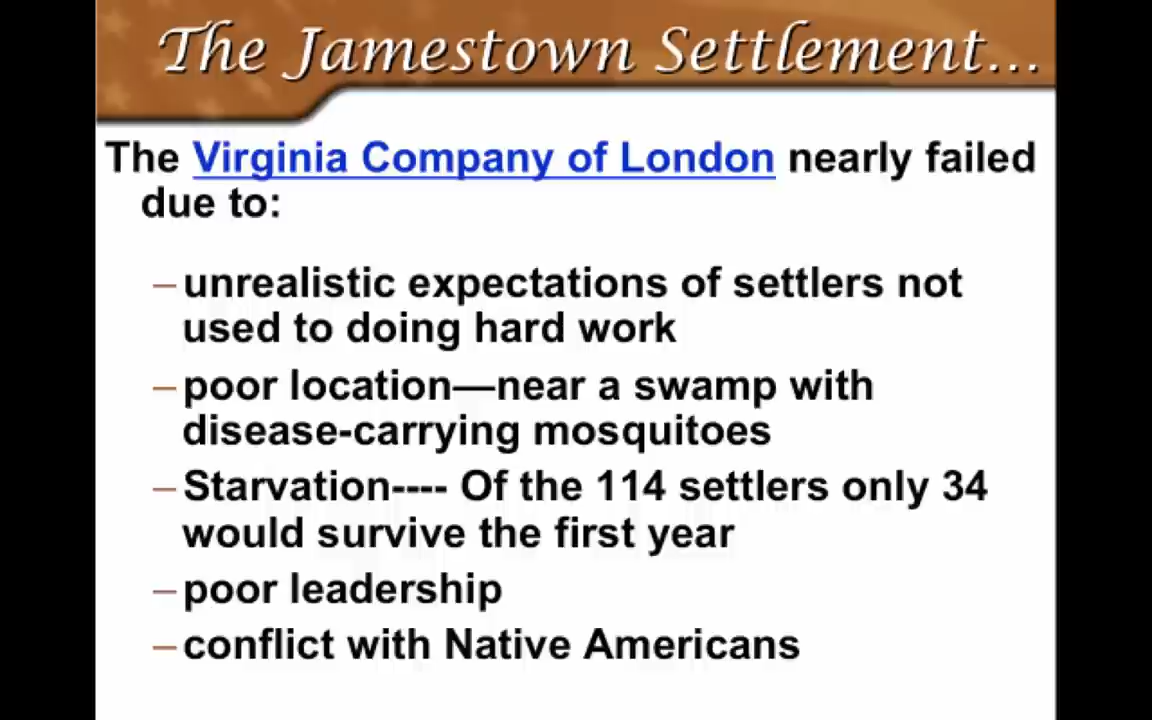 The Jamestown Settlement...
The Virginia Company of London nearly failed
due to:
–unrealistic expectations of settlers not
used to doing hard work
–poor location—near a swamp with
disease-carrying mosquitoes
–Starvation---- Of the 114 settlers only 34
would survive the first year
–poor leadership
–conflict with Native Americans